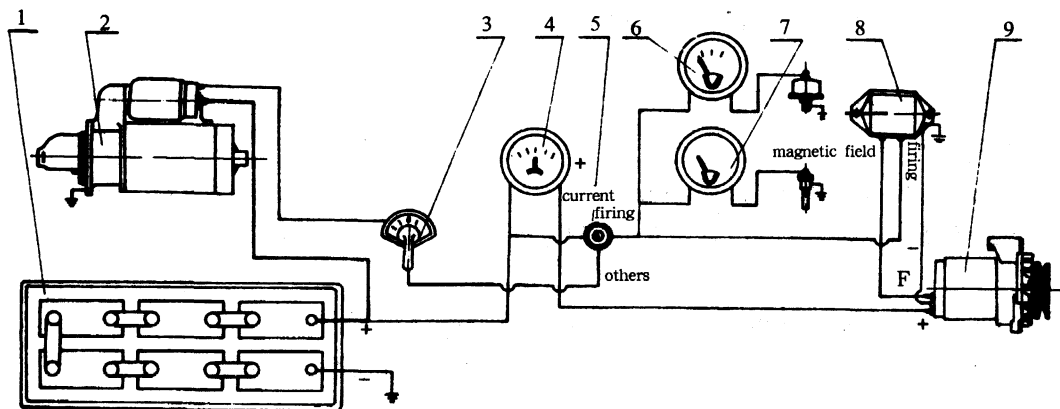 1
2
3
4
5
6
7
8
9
+
current
firing
others
magnetic field
firing
−
F
+
+
−